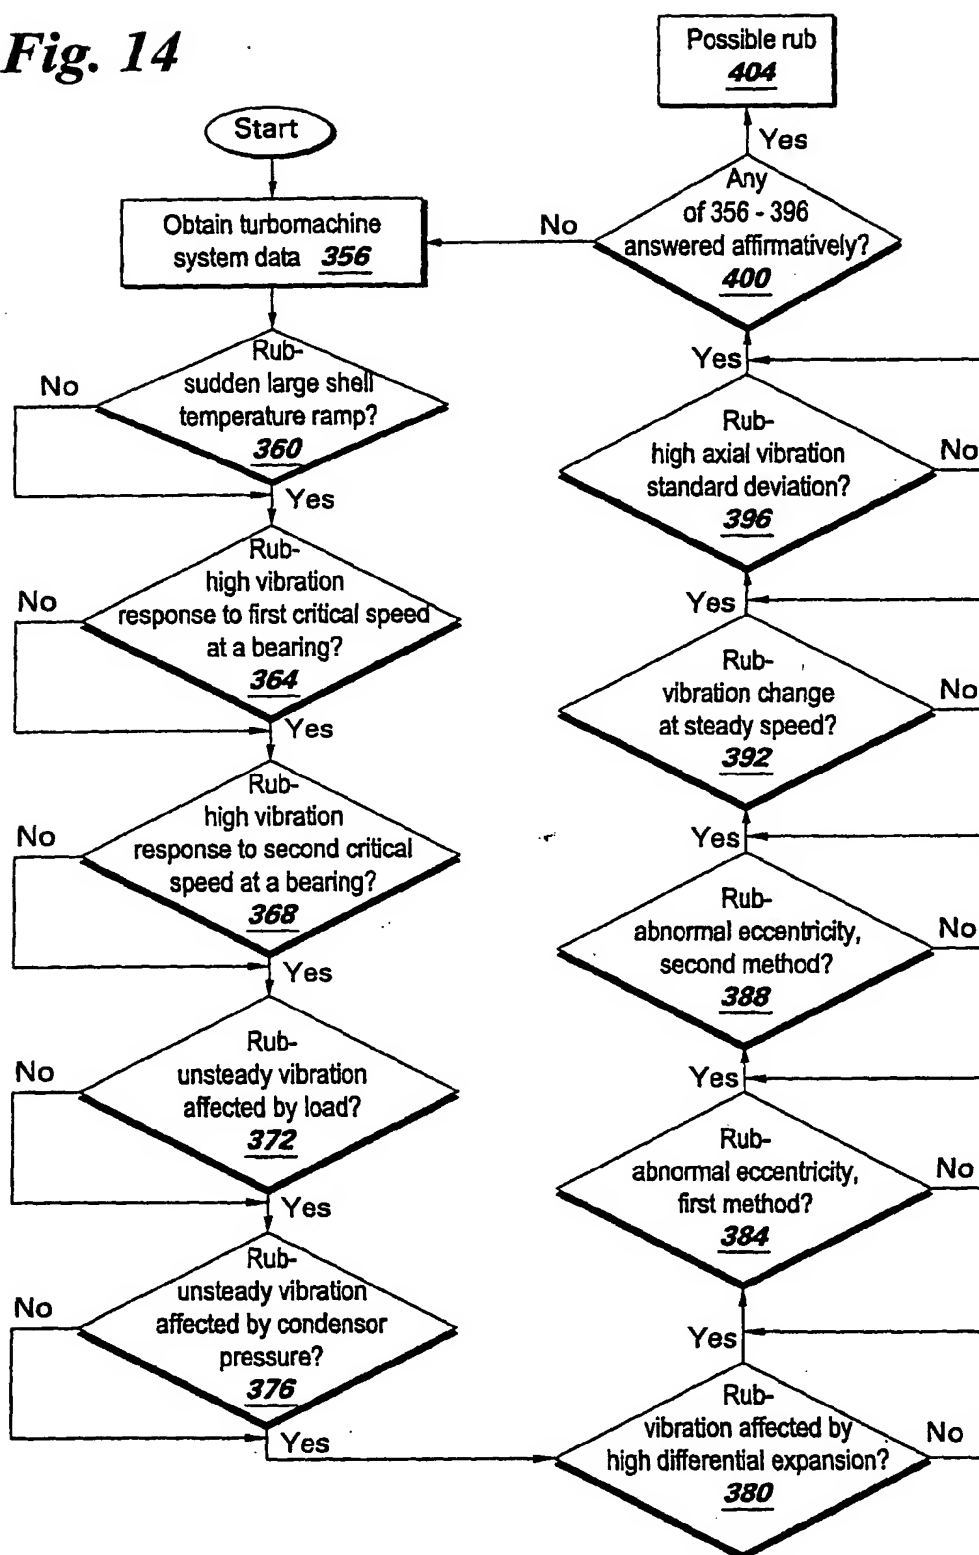 Fig. 14
Start
Obtain turbomachine
system data 356
Rub-
sudden large shell
temperature ramp?
360
No
Yes
Rub-
high vibration
response to first critical speed
at a bearing?
364
No
Yes
Rub-
high vibration
response to second critical
speed at a bearing?
368
No
Yes
Rub-
unsteady vibration
affected by load?
372
No
Yes
Rub-
unsteady vibration
affected by condensor
pressure?
376
No
Yes
Rub-
vibration affected by
high differential expansion?
380
No
Yes
Rub-
abnormal eccentricity,
first method?
384
No
Yes
Rub-
abnormal eccentricity,
second method?
388
No
Yes
Rub-
vibration change
at steady speed?
392
No
Yes
Rub-
high axial vibration
standard deviation?
396
No
Yes
Any
of 356 - 396
answered affirmatively?
400
No
Yes
Possible rub
404